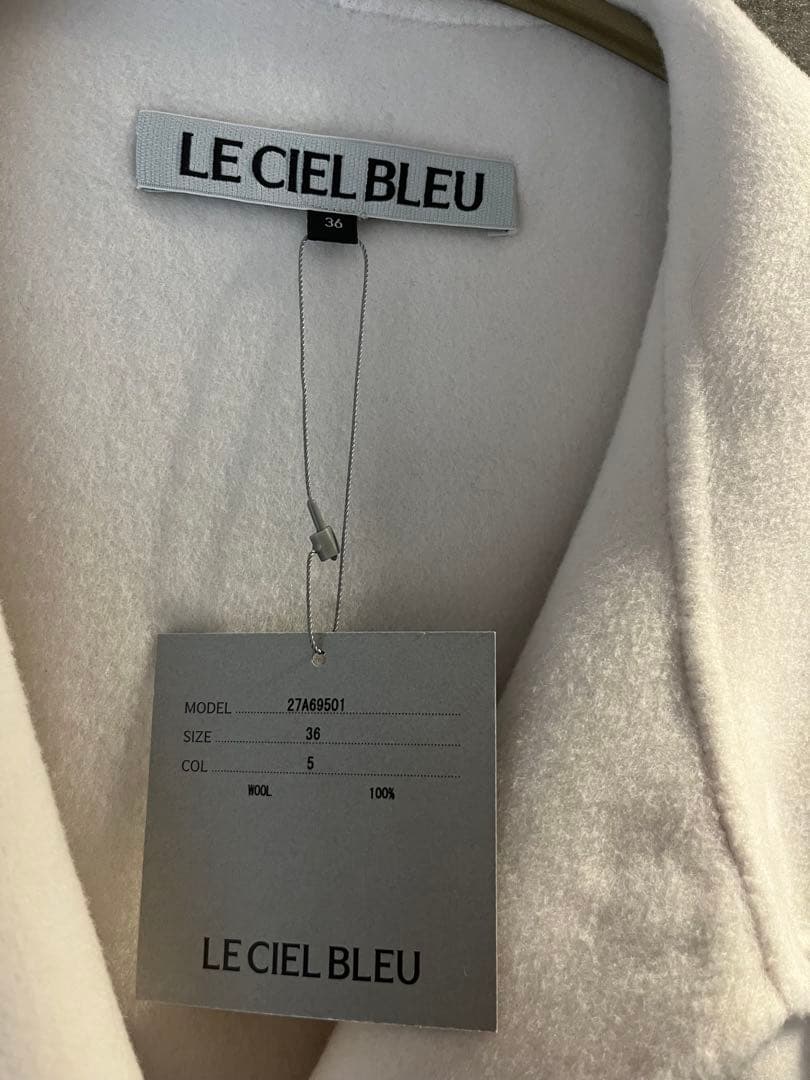 LE CIEL BLEU
36
MODEL 27A69501
SIZE 36
COL 5
WOOL 100%
LE CIEL BLEU